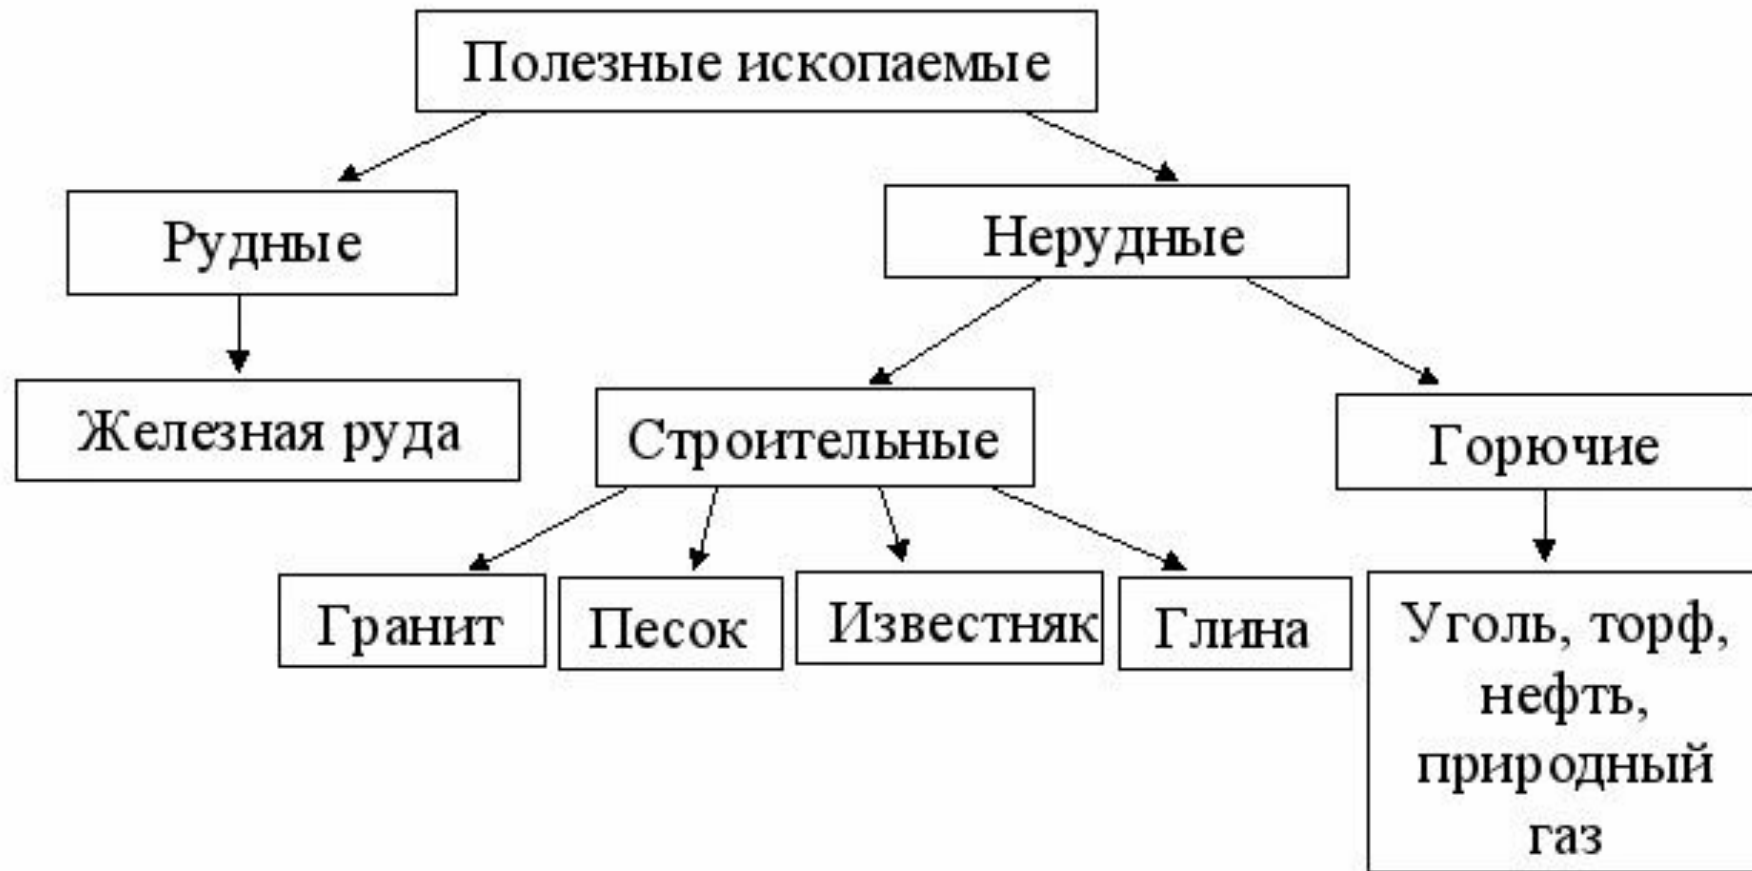 Полезные ископаемые
Рудные
Нерудные
Железная руда
Строительные
Горючие
Гранит
Песок
Известняк
Глина
Уголь, торф,
нефть,
природный
газ